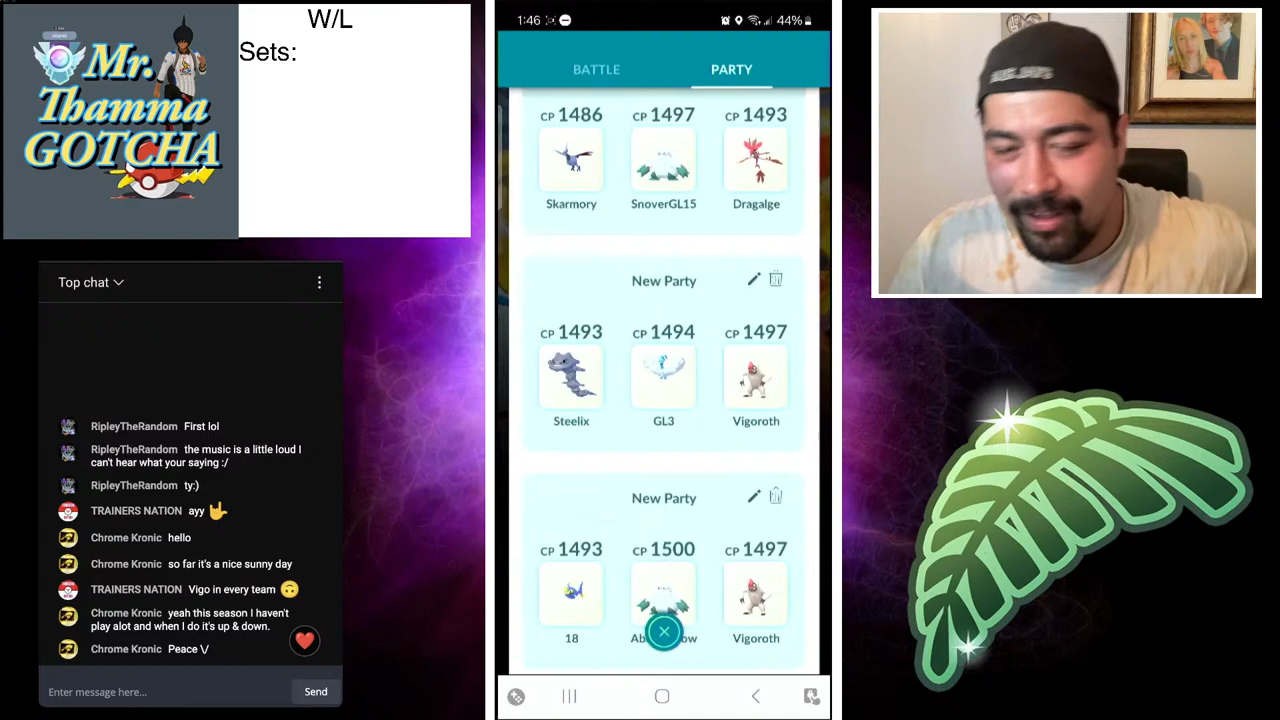 Mr.
Thamma
GOTCHA
W/L
Sets:
Top chat
RipleyTheRandom First lol
RipleyTheRandom the music is a little loud I
can't hear what your saying :/
RipleyTheRandom ty:)
TRAINERS NATION ayy
Chrome Kronic hello
Chrome Kronic so far it's a nice sunny day
TRAINERS NATION Vigo in every team
Chrome Kronic yeah this season I haven't
play alot and when I do it's up & down.
Chrome Kronic Peace \/
Enter message here...
Send
1:46
44%
BATTLE PARTY
CP 1486 CP 1497 CP 1493
Skarmory SnoverGL15 Dragalge
New Party
CP 1493 CP 1494 CP 1497
Steelix GL3 Vigoroth
New Party
CP 1493 CP 1500 CP 1497
18 Vigoroth